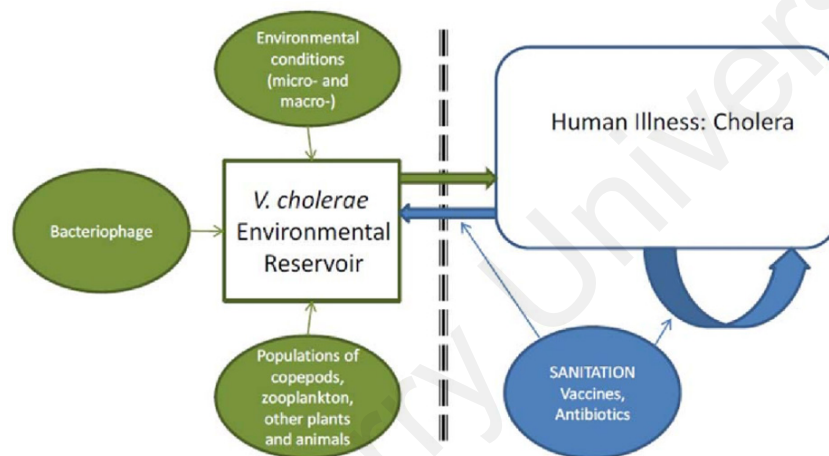 Environmental
conditions
(micro- and
macro-)
Human Illness: Cholera
V. cholerae
Environmental
Reservoir
Bacteriophage
Populations of
copepods,
zooplankton,
other plants
and animals
SANITATION
Vaccines,
Antibiotics